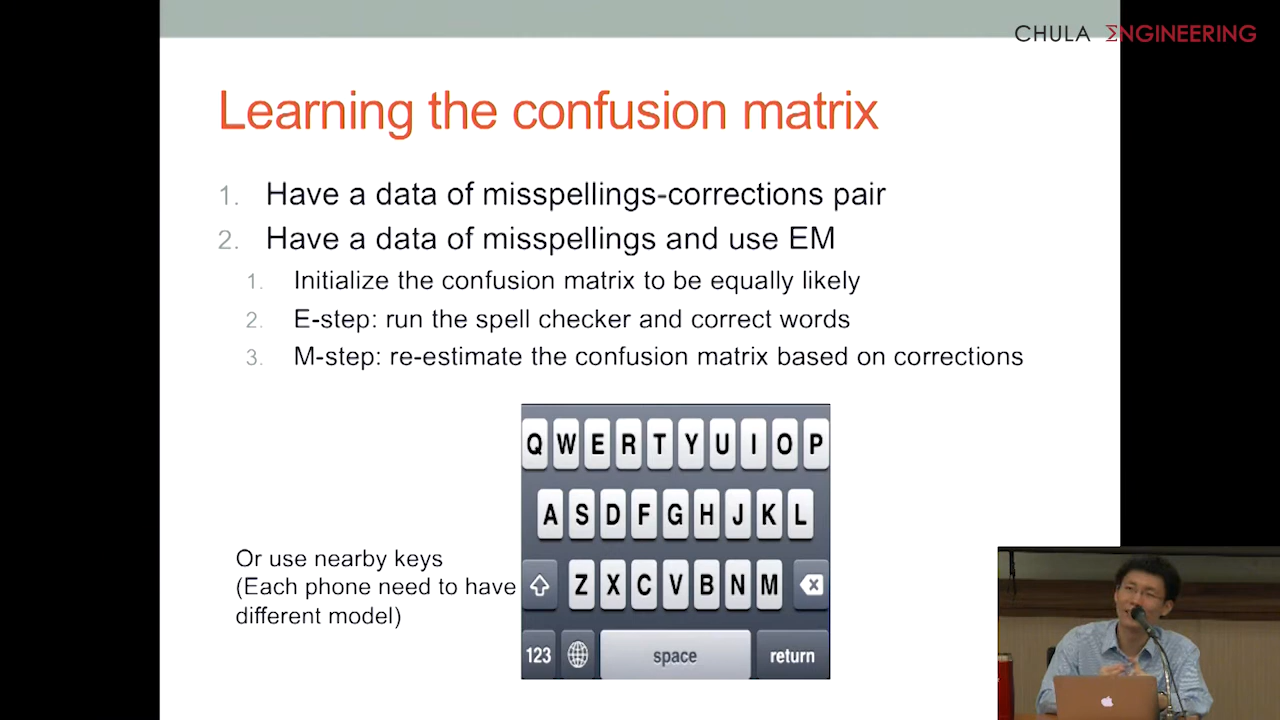 CHULA ΣNGINEERING
Learning the confusion matrix
1. Have a data of misspellings-corrections pair
2. Have a data of misspellings and use EM
1. Initialize the confusion matrix to be equally likely
2. E-step: run the spell checker and correct words
3. M-step: re-estimate the confusion matrix based on corrections
Q W E R T Y U I O P
A S D F G H J K L
Z X C V B N M
123 space return
Or use nearby keys
(Each phone need to have
different model)